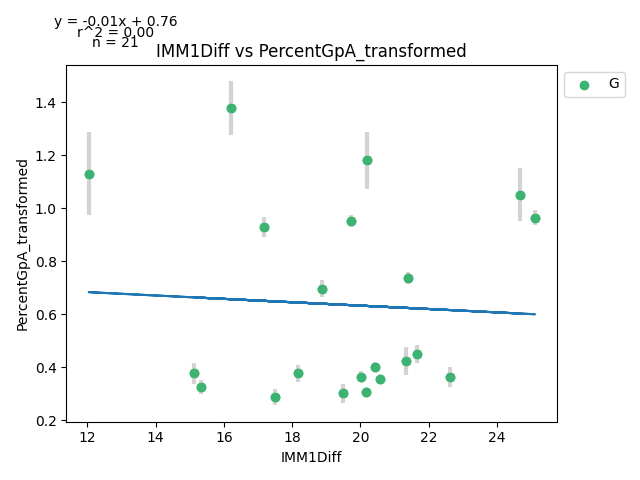 y = -0.01x + 0.76
r^2 = 0.00
n = 21
IMM1Diff vs PercentGpA_transformed
G
1.4
1.2
1.0
0.8
0.6
0.4
0.2
PercentGpA_transformed
12 14 16 18 20 22 24
IMM1Diff